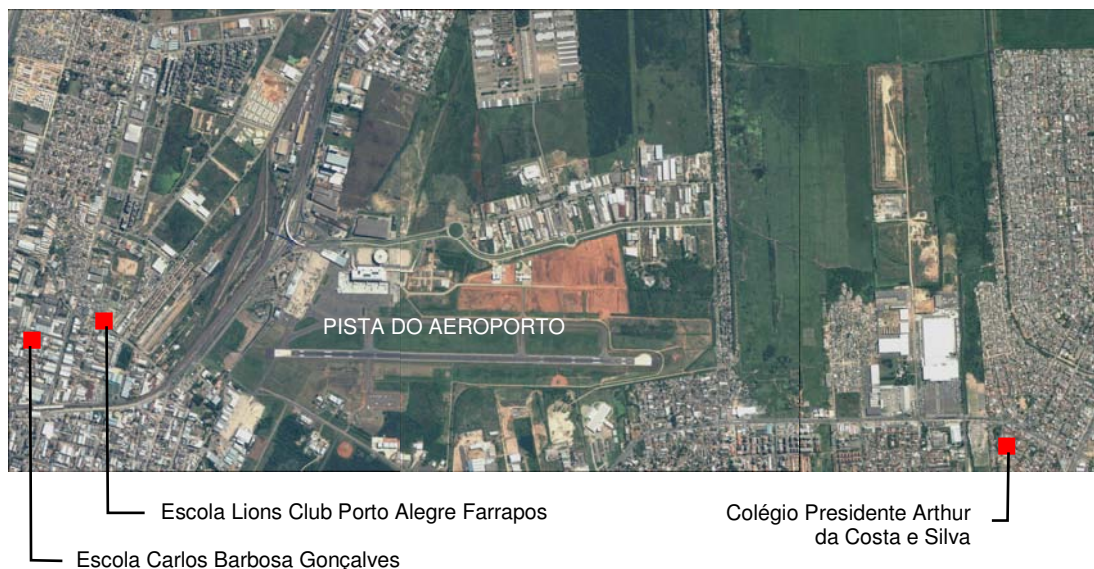 PISTA DO AEROPORTO
Escola Lions Club Porto Alegre Farrapos
Colégio Presidente Arthur
da Costa e Silva
Escola Carlos Barbosa Gonçalves